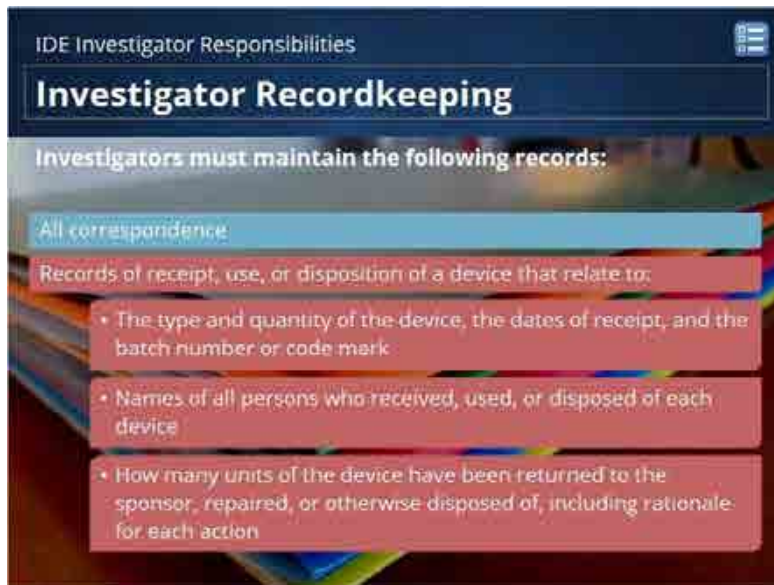 IDE Investigator Responsibilities
Investigator Recordkeeping
Investigators must maintain the following records:
All correspondence
Records of receipt, use, or disposition of a device that relate to:
• The type and quantity of the device, the dates of receipt, and the
batch number or code mark
• Names of all persons who received, used, or disposed of each
device
• How many units of the device have been returned to the
sponsor, repaired, or otherwise disposed of, including rationale
for each action